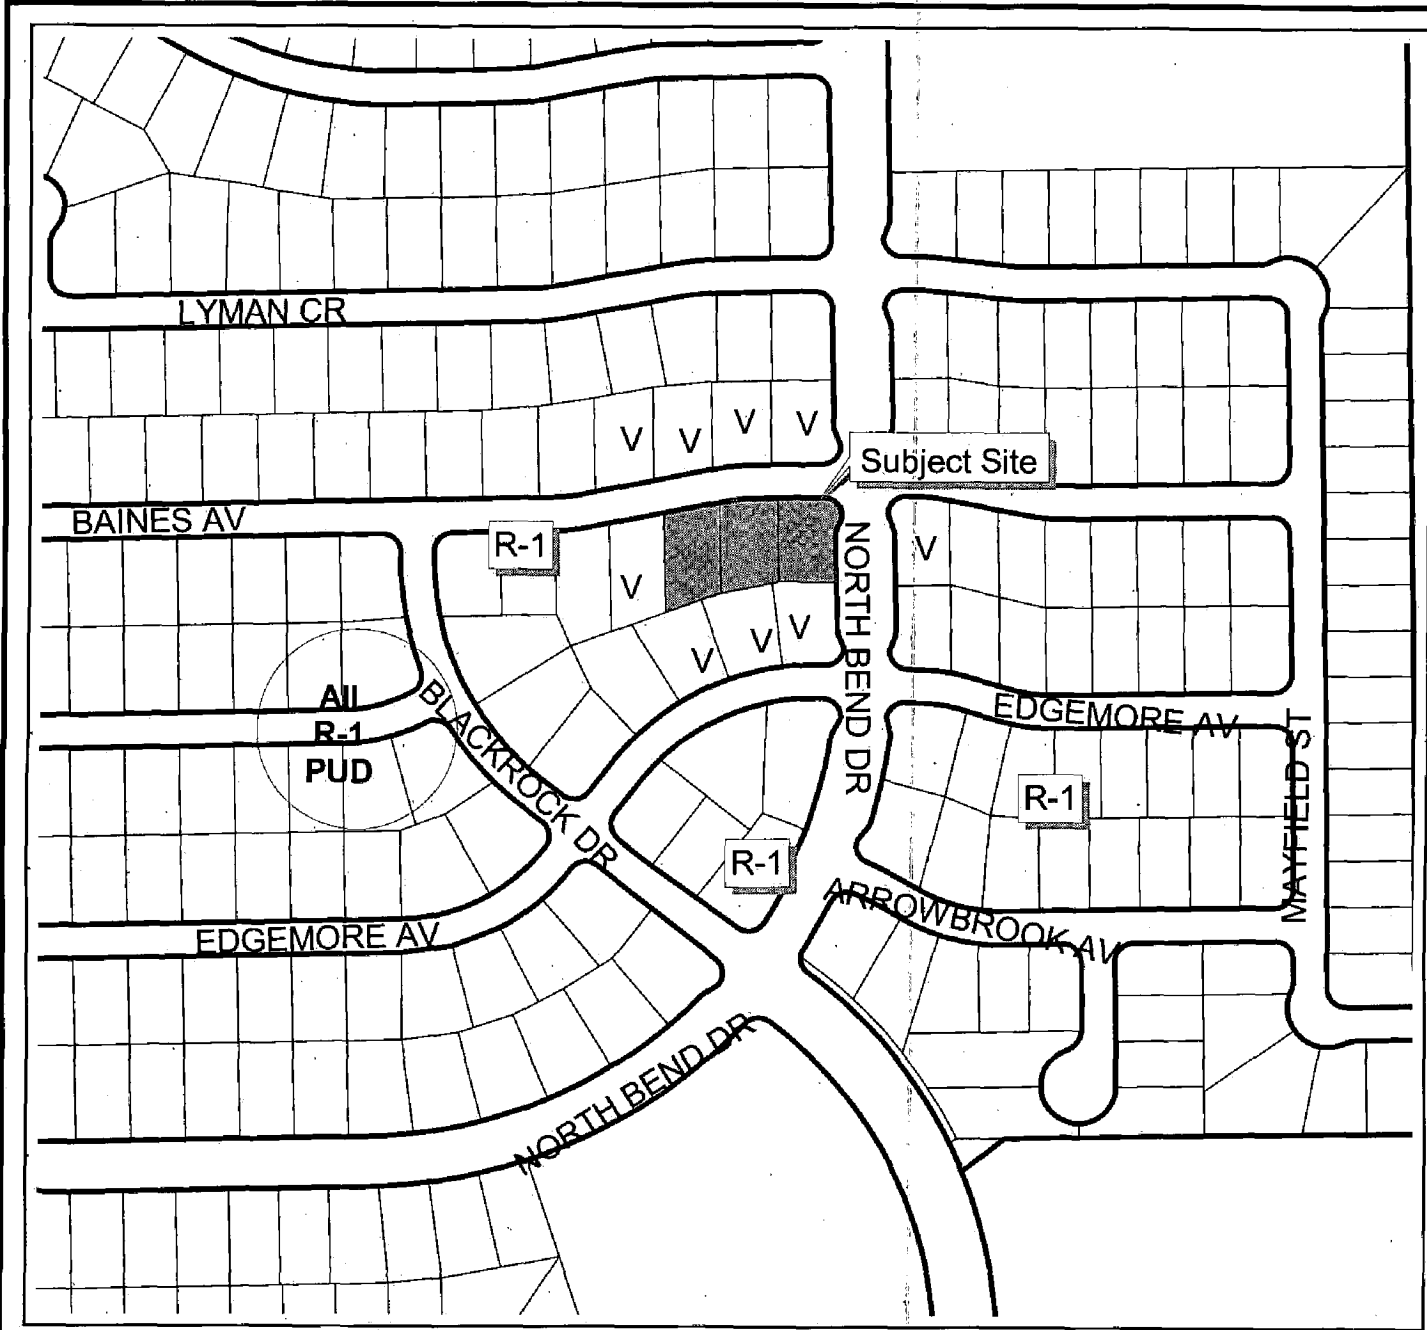 LYMAN CR
V V V V
Subject Site
BAINES AV
R-1
V
V
NORTH BEND DR
V V V
All
R-1
PUD
BLACKROCK DR
EDGEMORE AV
R-1
MAYFIELD ST
R-1
ARROWBROOK AV
EDGEMORE AV
NORTH BEND DR